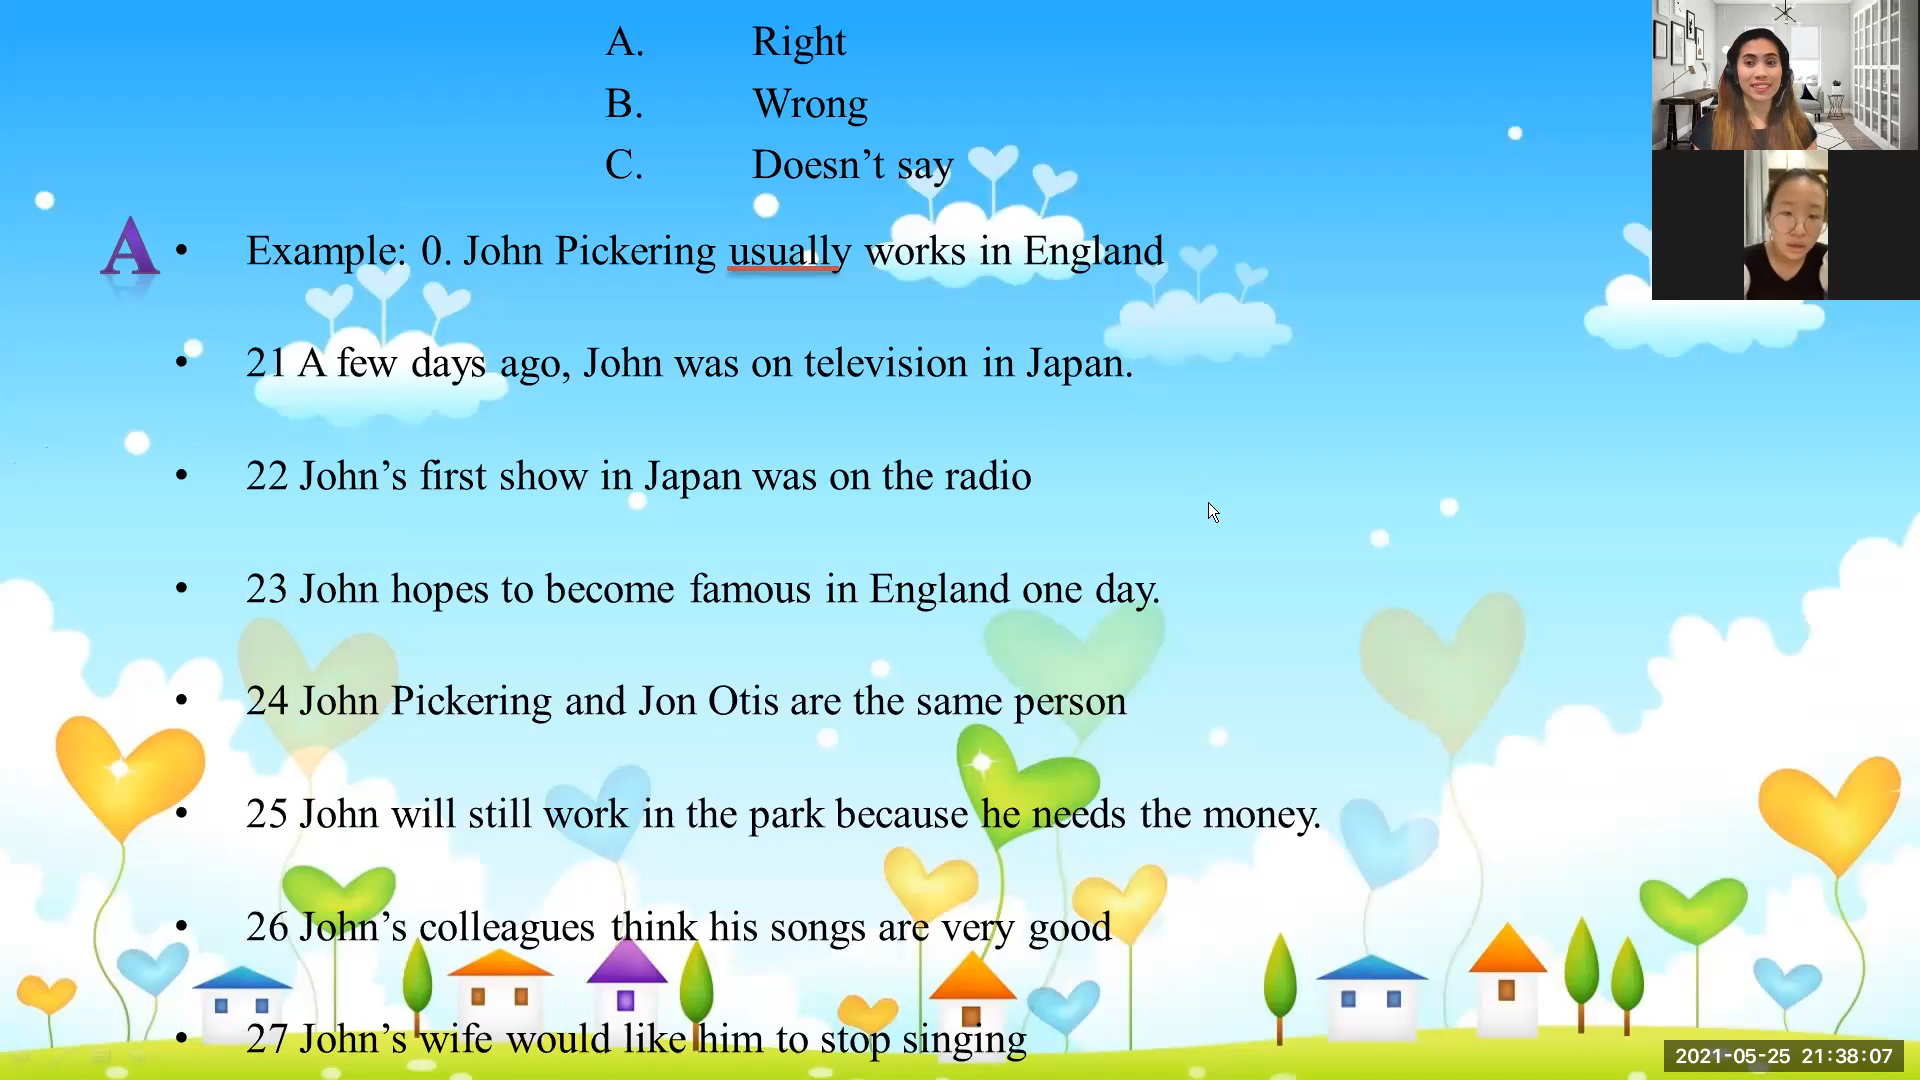 A. Right
B. Wrong
C. Doesn’t say
A • Example: 0. John Pickering usually works in England
• 21 A few days ago, John was on television in Japan.
• 22 John’s first show in Japan was on the radio
• 23 John hopes to become famous in England one day.
• 24 John Pickering and Jon Otis are the same person
• 25 John will still work in the park because he needs the money.
• 26 John’s colleagues think his songs are very good
• 27 John’s wife would like him to stop singing
2021-05-25 21:38:07